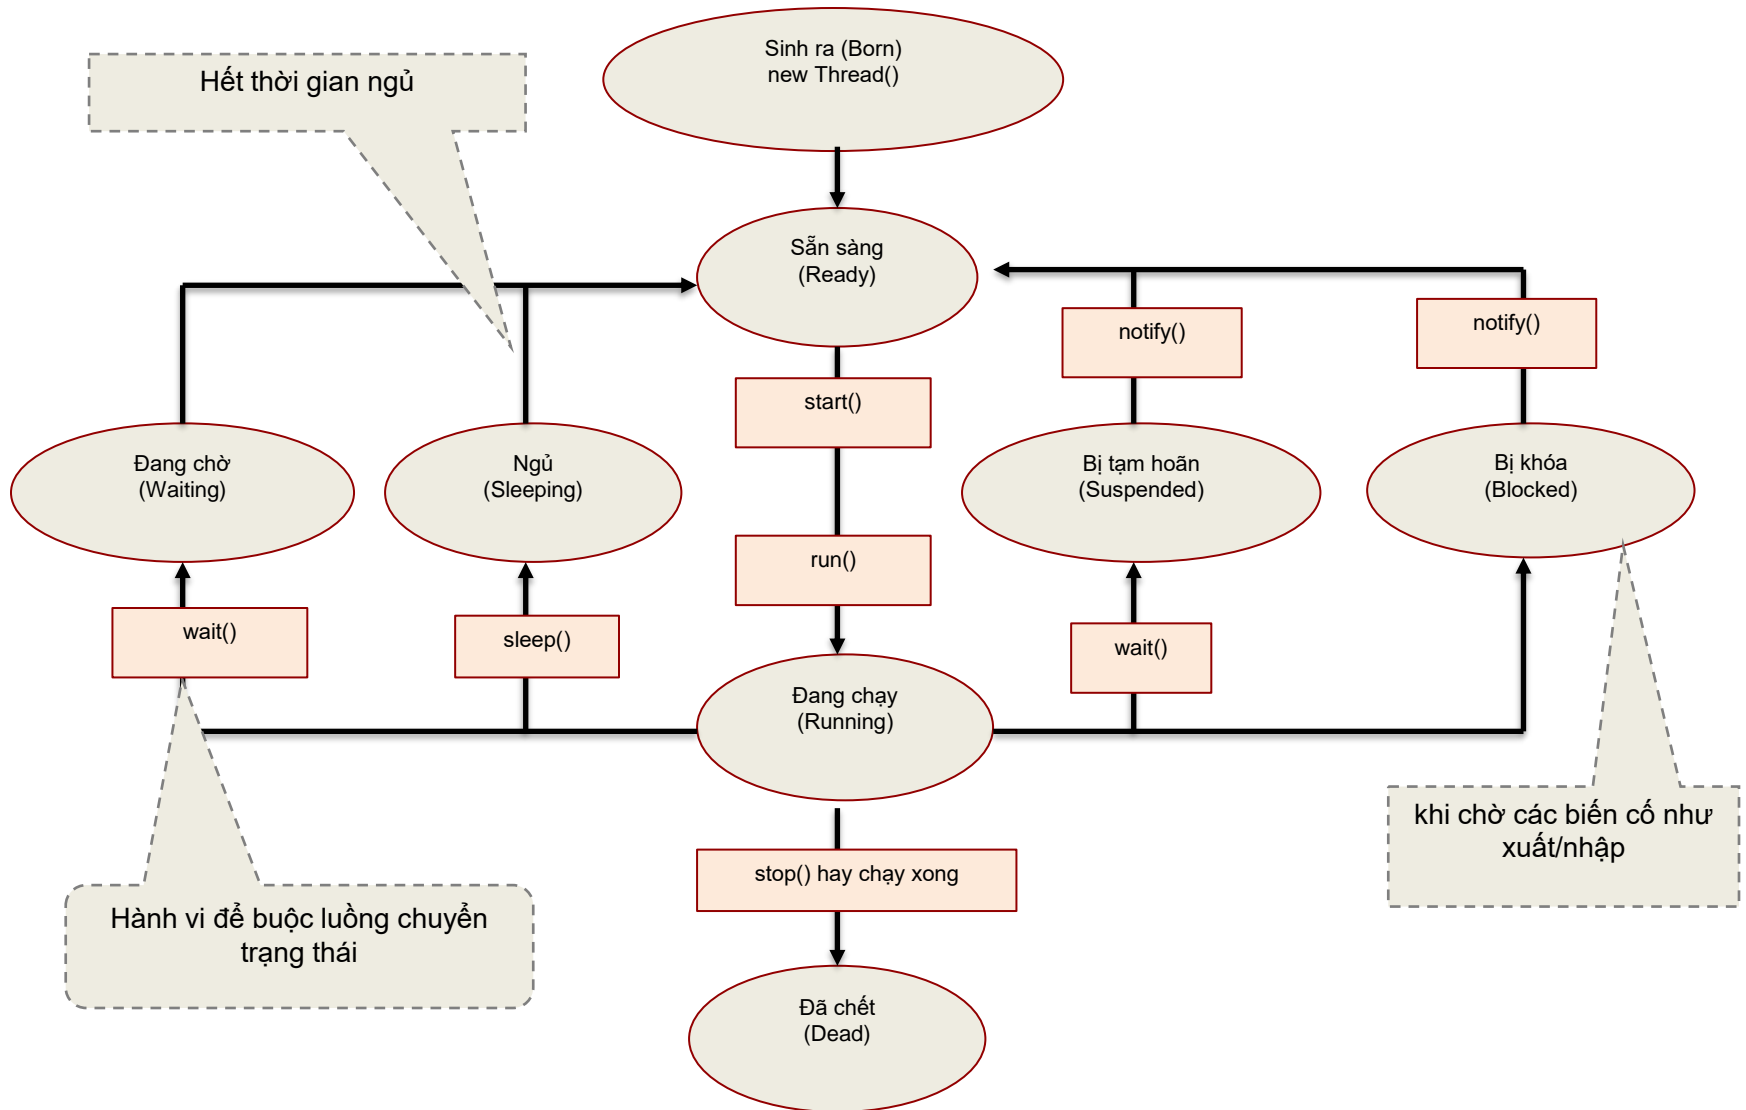 Sinh ra (Born)
new Thread()
Hết thời gian ngủ
Sẵn sàng
(Ready)
notify()
notify()
start()
Đang chờ
(Waiting)
Ngủ
(Sleeping)
Bị tạm hoãn
(Suspended)
Bị khóa
(Blocked)
run()
wait()
sleep()
wait()
Đang chạy
(Running)
khi chờ các biến cố như
xuất/nhập
stop() hay chạy xong
Hành vi để buộc luồng chuyển
trạng thái
Đã chết
(Dead)